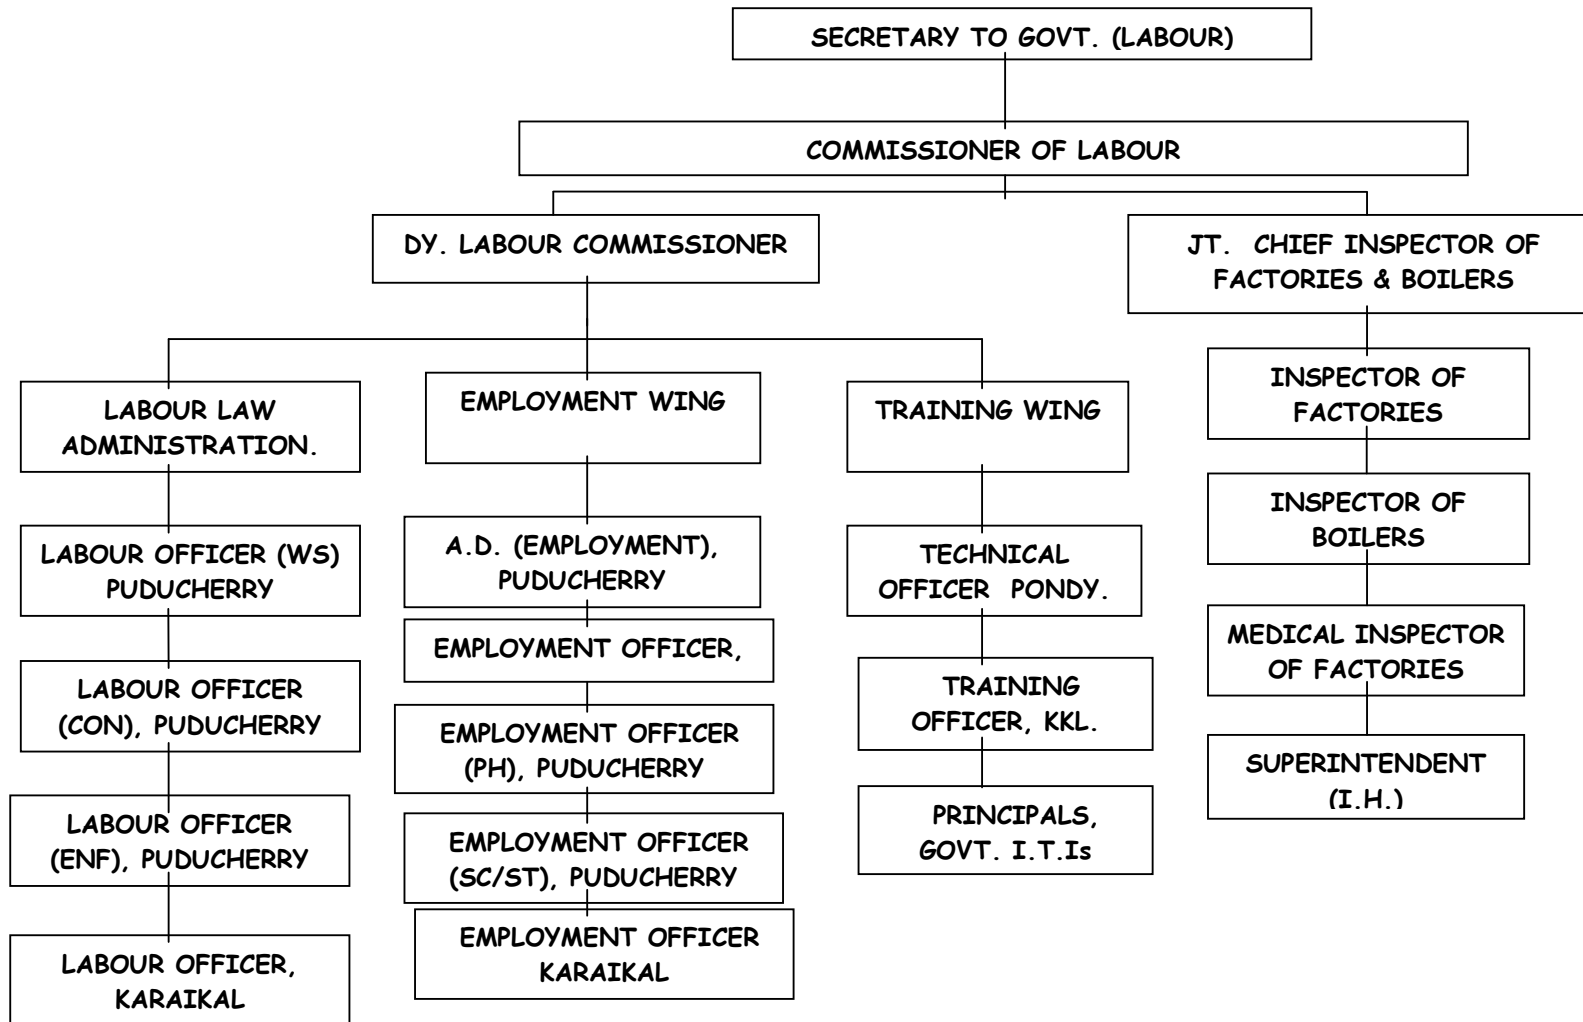 SECRETARY TO GOVT. (LABOUR)
COMMISSIONER OF LABOUR
DY. LABOUR COMMISSIONER
JT. CHIEF INSPECTOR OF
FACTORIES & BOILERS
LABOUR LAW
ADMINISTRATION.
LABOUR OFFICER (WS)
PUDUCHERRY
LABOUR OFFICER
(CON), PUDUCHERRY
LABOUR OFFICER
(ENF), PUDUCHERRY
LABOUR OFFICER,
KARAIKAL
EMPLOYMENT WING
A.D. (EMPLOYMENT),
PUDUCHERRY
EMPLOYMENT OFFICER,
EMPLOYMENT OFFICER
(PH), PUDUCHERRY
EMPLOYMENT OFFICER
(SC/ST), PUDUCHERRY
EMPLOYMENT OFFICER
KARAIKAL
TRAINING WING
TECHNICAL
OFFICER PONDY.
TRAINING
OFFICER, KKL.
PRINCIPALS,
GOVT. I.T.Is
INSPECTOR OF
FACTORIES
INSPECTOR OF
BOILERS
MEDICAL INSPECTOR
OF FACTORIES
SUPERINTENDENT
(I.H.)